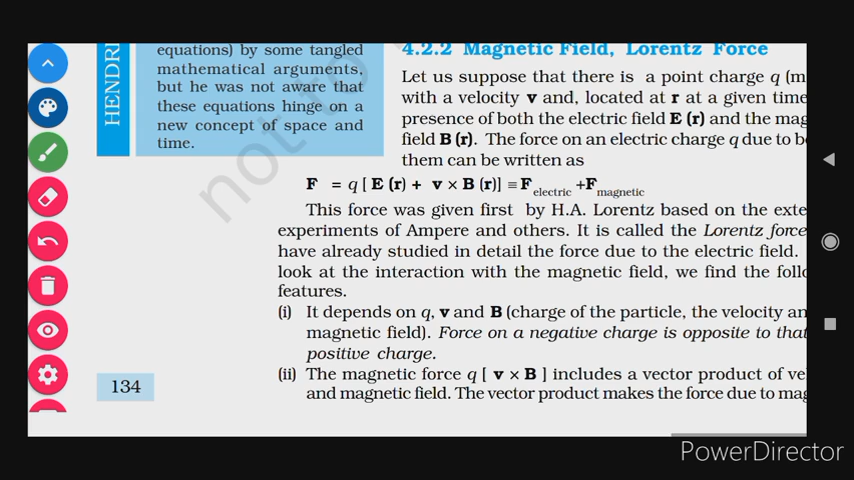 HENDRI
equations) by some tangled
mathematical arguments,
but he was not aware that
these equations hinge on a
new concept of space and
time.
4.2.2 Magnetic Field, Lorentz Force
Let us suppose that there is a point charge q (m
with a velocity v and, located at r at a given time
presence of both the electric field E (r) and the mag
field B (r). The force on an electric charge q due to bo
them can be written as
F = q [ E (r) + v × B (r)] ≡ F electric +F magnetic
This force was given first by H.A. Lorentz based on the exte
experiments of Ampere and others. It is called the Lorentz force
have already studied in detail the force due to the electric field.
look at the interaction with the magnetic field, we find the follo
features.
(i) It depends on q, v and B (charge of the particle, the velocity an
magnetic field). Force on a negative charge is opposite to that
positive charge.
(ii) The magnetic force q [ v × B ] includes a vector product of ve
and magnetic field. The vector product makes the force due to mag
134
not to
PowerDirector